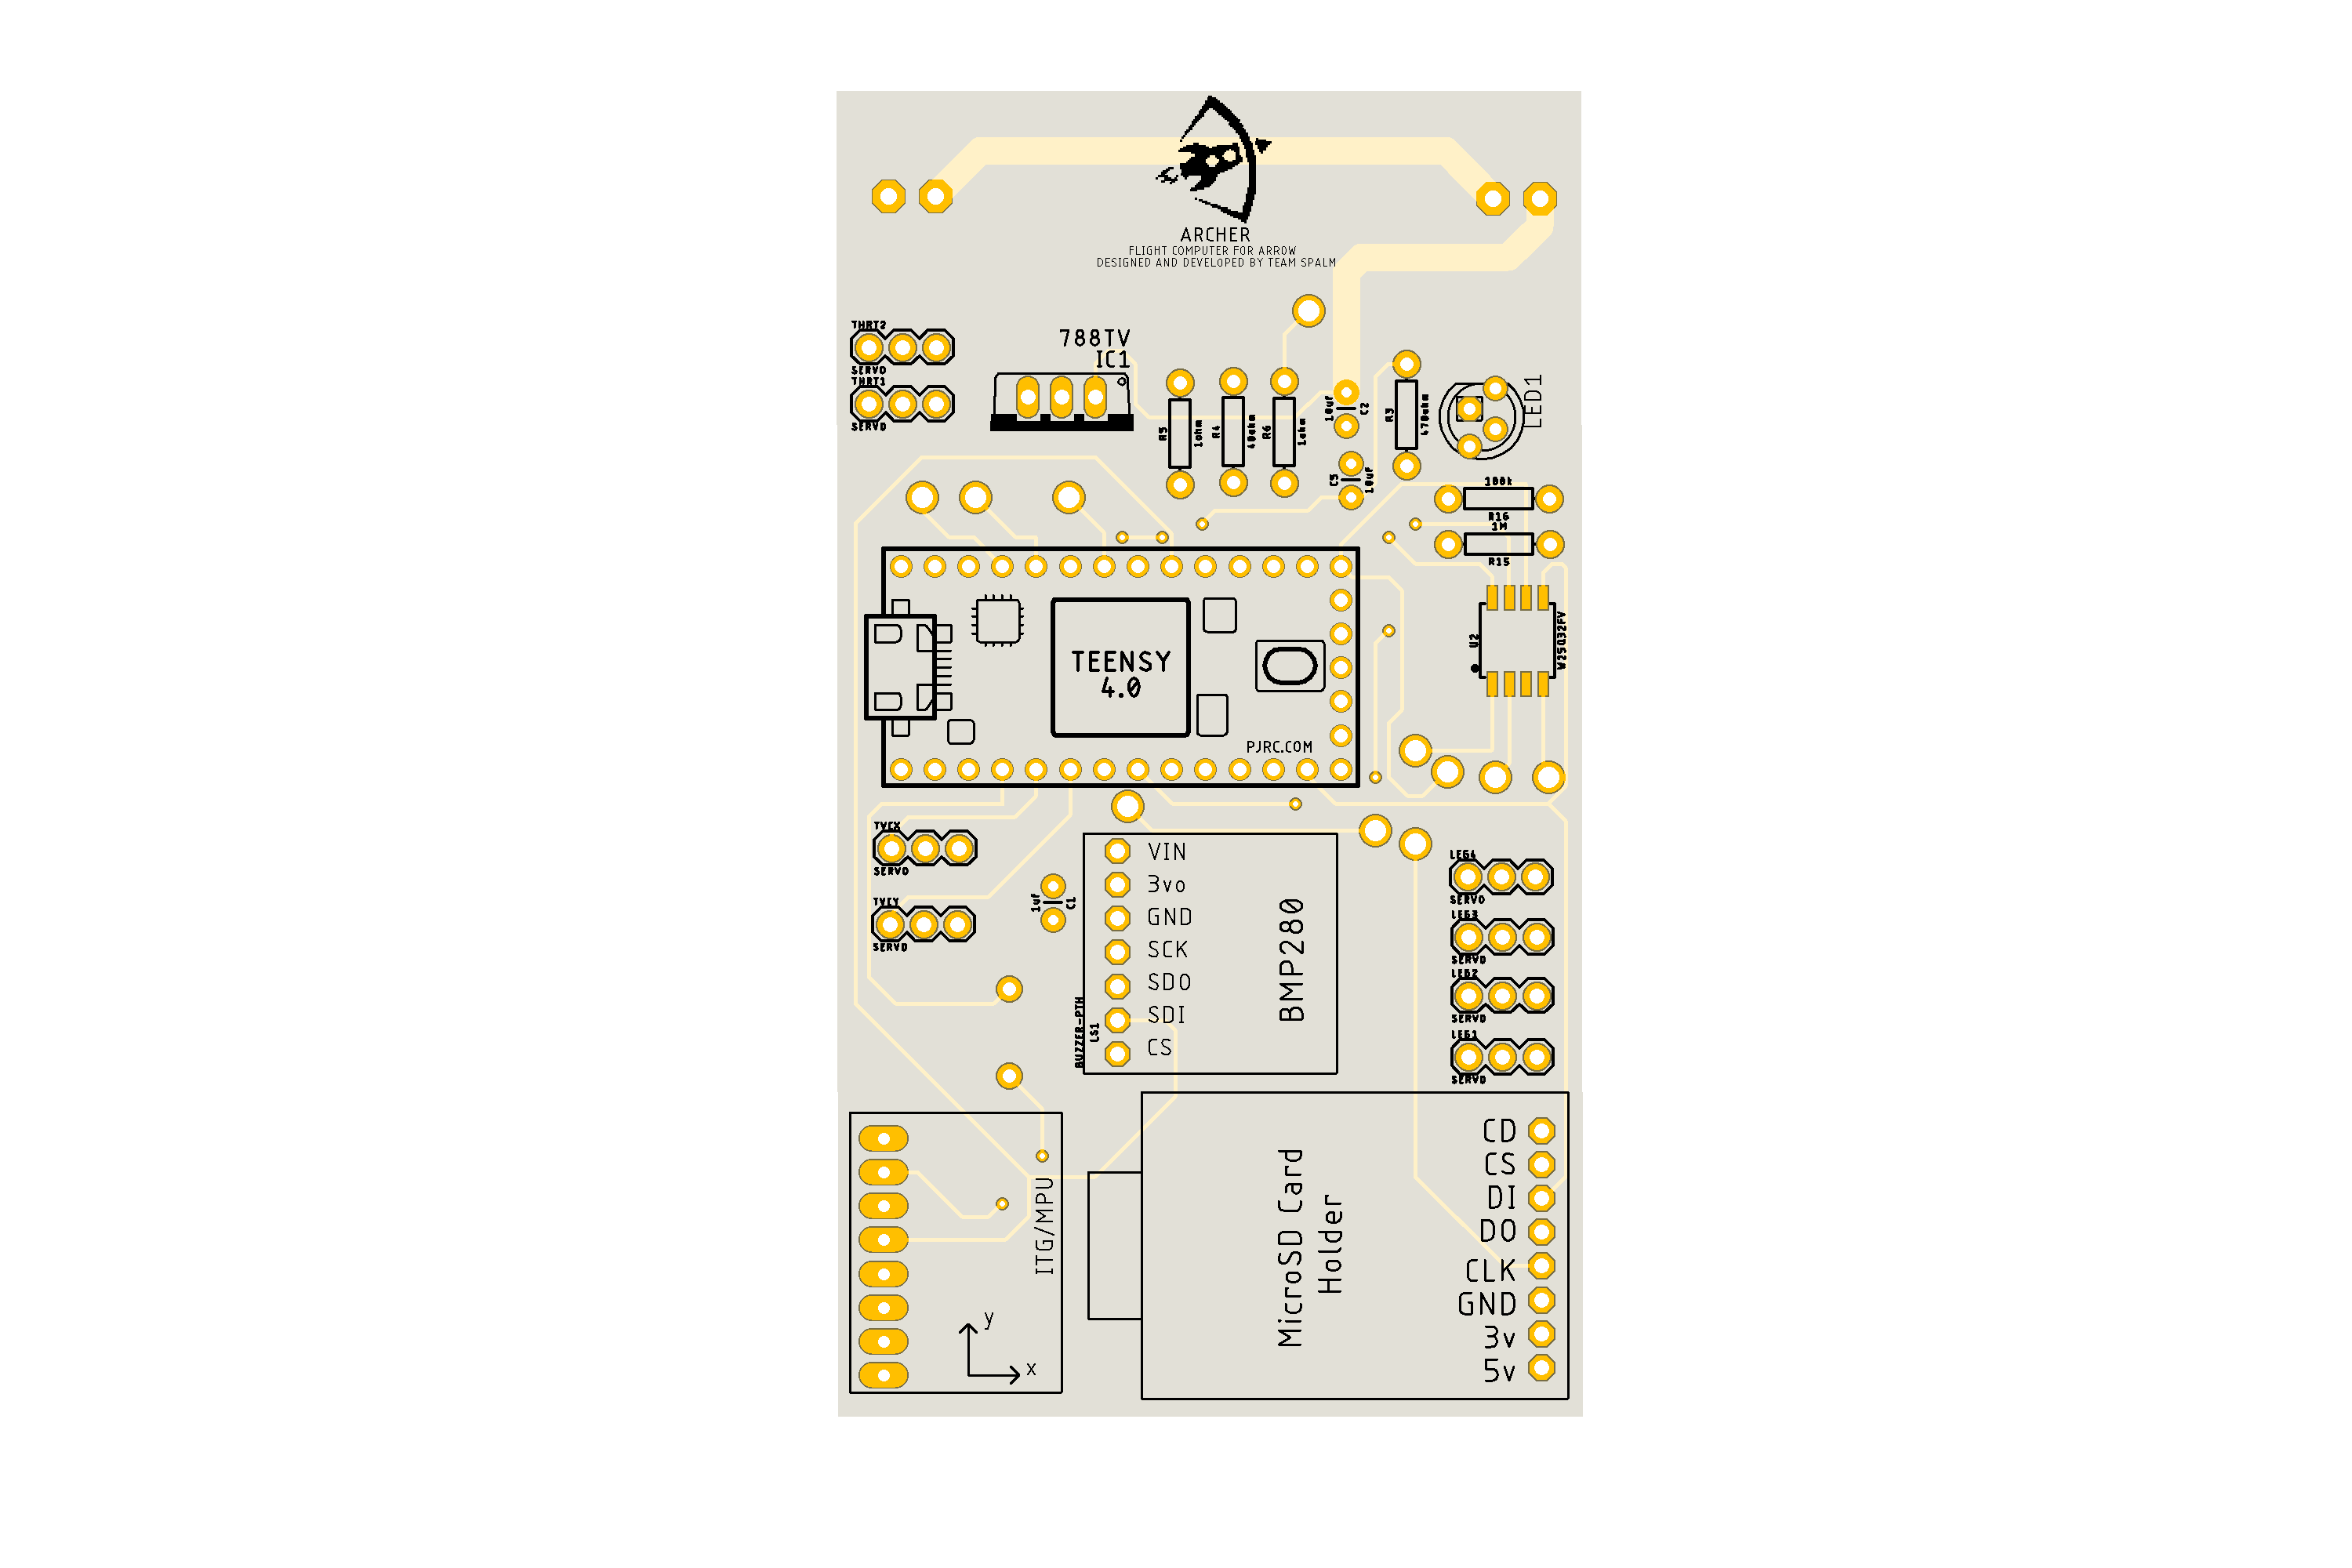 ARCHER
FLIGHT COMPUTER FOR ARROW
DESIGNED AND DEVELOPED BY TEAM SPALM
THRT2
SERVO
THRT1
SERVO
788TV
IC1
R5
1ohm
R4
40ohm
R6
1ohm
10uF
C2
C5
10uF
R3
470ohm
LED1
100k
R16
1M
R15
U2
W25Q32FV
TEENSY
4.0
PJRC.COM
TVCX
SERVO
TVCY
SERVO
1uF
C1
BUZZER-PTH
LS1
VIN
3vo
GND
SCK
SDO
SDI
CS
BMP280
LEG4
SERVO
LEG3
SERVO
LEG2
SERVO
LEG1
SERVO
ITG/MPU
y
x
MicroSD Card
Holder
CD
CS
DI
DO
CLK
GND
3v
5v